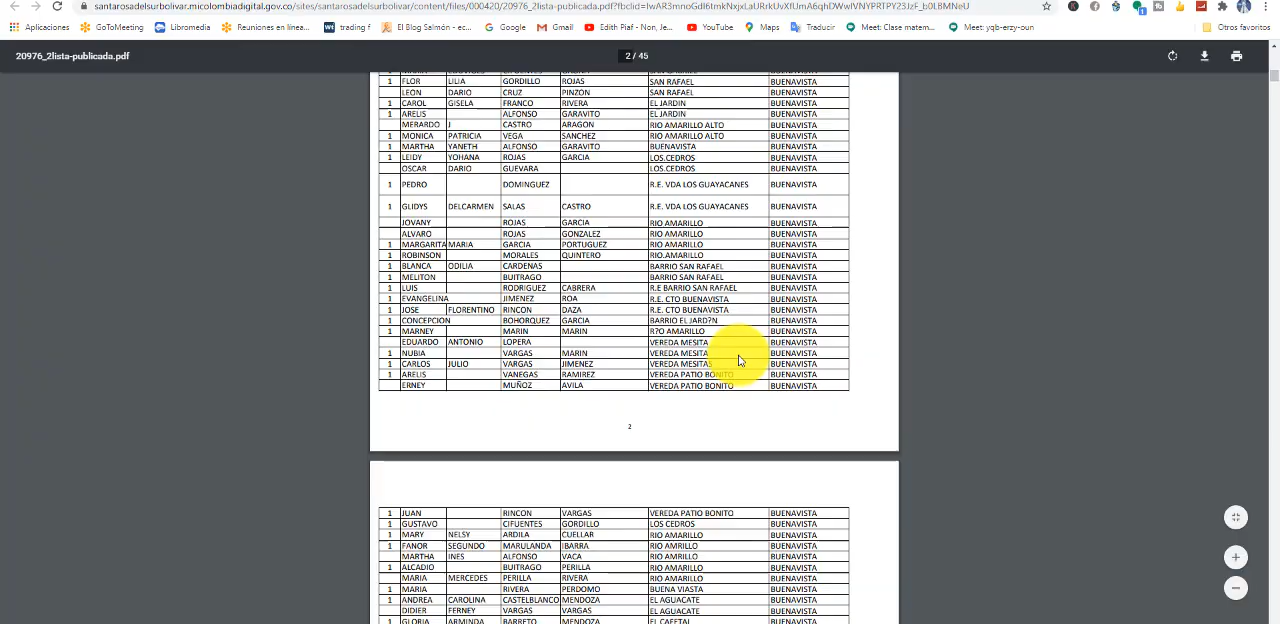 santarosadelsurbolivar.micolombiadigital.gov.co/sites/santarosadelsurbolivar/content/files/000420/20976_2lista-publicada.pdf?fbclid=
Aplicaciones GoToMeeting Libromedia Reuniones en línea... trading f El Blog Salmón - ec... Google Gmail Edith Piaf - Non, Je... YouTube Maps Traducir Meet: Clase matem... Meet: yqb-erzy-oun Otros favoritos
20976_2lista-publicada.pdf 2 / 45
1 FLOR LILIA GORDILLO ROJAS SAN RAFAEL BUENAVISTA
LEON DARIO CRUZ PINZON SAN RAFAEL BUENAVISTA
1 CAROL GISELA FRANCO RIVERA EL JARDIN BUENAVISTA
1 ARELIS ALFONSO GARAVITO EL JARDIN BUENAVISTA
MERARDO J CASTRO ARAGON RIO AMARILLO ALTO BUENAVISTA
1 MONICA PATRICIA VEGA SANCHEZ RIO AMARILLO ALTO BUENAVISTA
1 MARTHA YANETH ALFONSO GARAVITO BUENAVISTA BUENAVISTA
1 LEIDY YOHANA ROJAS GARCIA LOS.CEDROS BUENAVISTA
OSCAR DARIO GUEVARA LOS.CEDROS BUENAVISTA
1 PEDRO DOMINGUEZ R.E. VDA LOS GUAYACANES BUENAVISTA
1 GLIDYS DELCARMEN SALAS CASTRO R.E. VDA LOS GUAYACANES BUENAVISTA
JOVANY ROJAS GARCIA RIO AMARILLO BUENAVISTA
ALVARO ROJAS GONZALEZ RIO AMARILLO BUENAVISTA
1 MARGARITA MARIA GARCIA PORTUGUEZ RIO AMARILLO BUENAVISTA
1 ROBINSON MORALES QUINTERO RIO.AMARILLO BUENAVISTA
1 BLANCA ODILIA CARDENAS BARRIO SAN RAFAEL BUENAVISTA
1 MELITON BUITRAGO BARRIO SAN RAFAEL BUENAVISTA
1 LUIS RODRIGUEZ CABRERA R.E BARRIO SAN RAFAEL BUENAVISTA
1 EVANGELINA JIMENEZ ROA R.E. CTO BUENAVISTA BUENAVISTA
1 JOSE FLORENTINO RINCON DAZA R.E. CTO BUENAVISTA BUENAVISTA
1 CONCEPCION BOHORQUEZ GARCIA BARRIO EL JARD?N BUENAVISTA
1 MARNEY MARIN MARIN R?O AMARILLO BUENAVISTA
EDUARDO ANTONIO LOPERA VEREDA MESITA BUENAVISTA
1 NUBIA VARGAS MARIN VEREDA MESITA BUENAVISTA
1 CARLOS JULIO VARGAS JIMENEZ VEREDA MESITAS BUENAVISTA
1 ARELIS VANEGAS RAMIREZ VEREDA PATIO BONITO BUENAVISTA
ERNEY MUÑOZ AVILA VEREDA PATIO BONITO BUENAVISTA
2
1 JUAN RINCON VARGAS VEREDA PATIO BONITO BUENAVISTA
1 GUSTAVO CIFUENTES GORDILLO LOS CEDROS BUENAVISTA
1 MARY NELSY ARDILA CUELLAR RIO AMARILLO BUENAVISTA
1 FANOR SEGUNDO MARULANDA IBARRA RIO AMRILLO BUENAVISTA
MARTHA INES ALFONSO VACA RIO AMRILLO BUENAVISTA
1 ALCADIO BUITRAGO PERILLA RIO AMARILLO BUENAVISTA
MARIA MERCEDES PERILLA RIVERA RIO AMARILLO BUENAVISTA
1 MARIA RIVERA PERDOMO BUENA VIASTA BUENAVISTA
1 ANDREA CAROLINA CASTELBLANCO MENDOZA EL AGUACATE BUENAVISTA
DIDIER FERNEY VARGAS VARGAS EL AGUACATE BUENAVISTA
1 GLORIA ARMINDA BARRETO MENDOZA EL CAFETAL BUENAVISTA